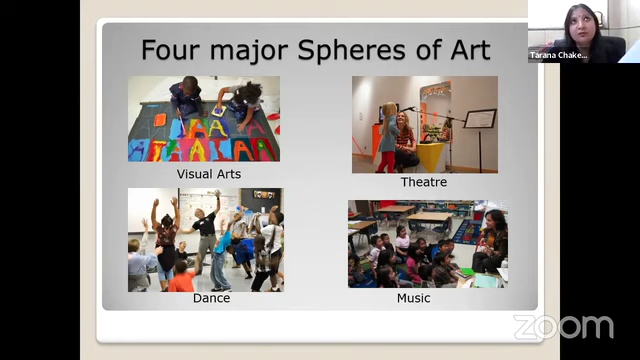 Four major Spheres of Art
Tarana Chake...
Visual Arts
Theatre
Dance
Music
zoom